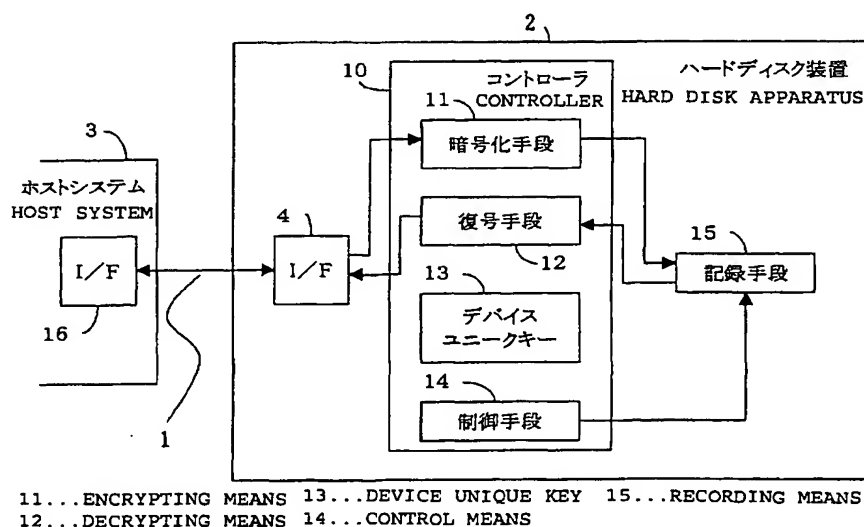 2
10
コントローラ
CONTROLLER
ハードディスク装置
HARD DISK APPARATUS
11
暗号化手段
3
ホストシステム
HOST SYSTEM
4
復号手段
12
15
I/F
I/F
記録手段
16
13
デバイス
ユニークキー
14
制御手段
1
11...ENCRYPTING MEANS 13...DEVICE UNIQUE KEY 15...RECORDING MEANS
12...DECRYPTING MEANS 14...CONTROL MEANS